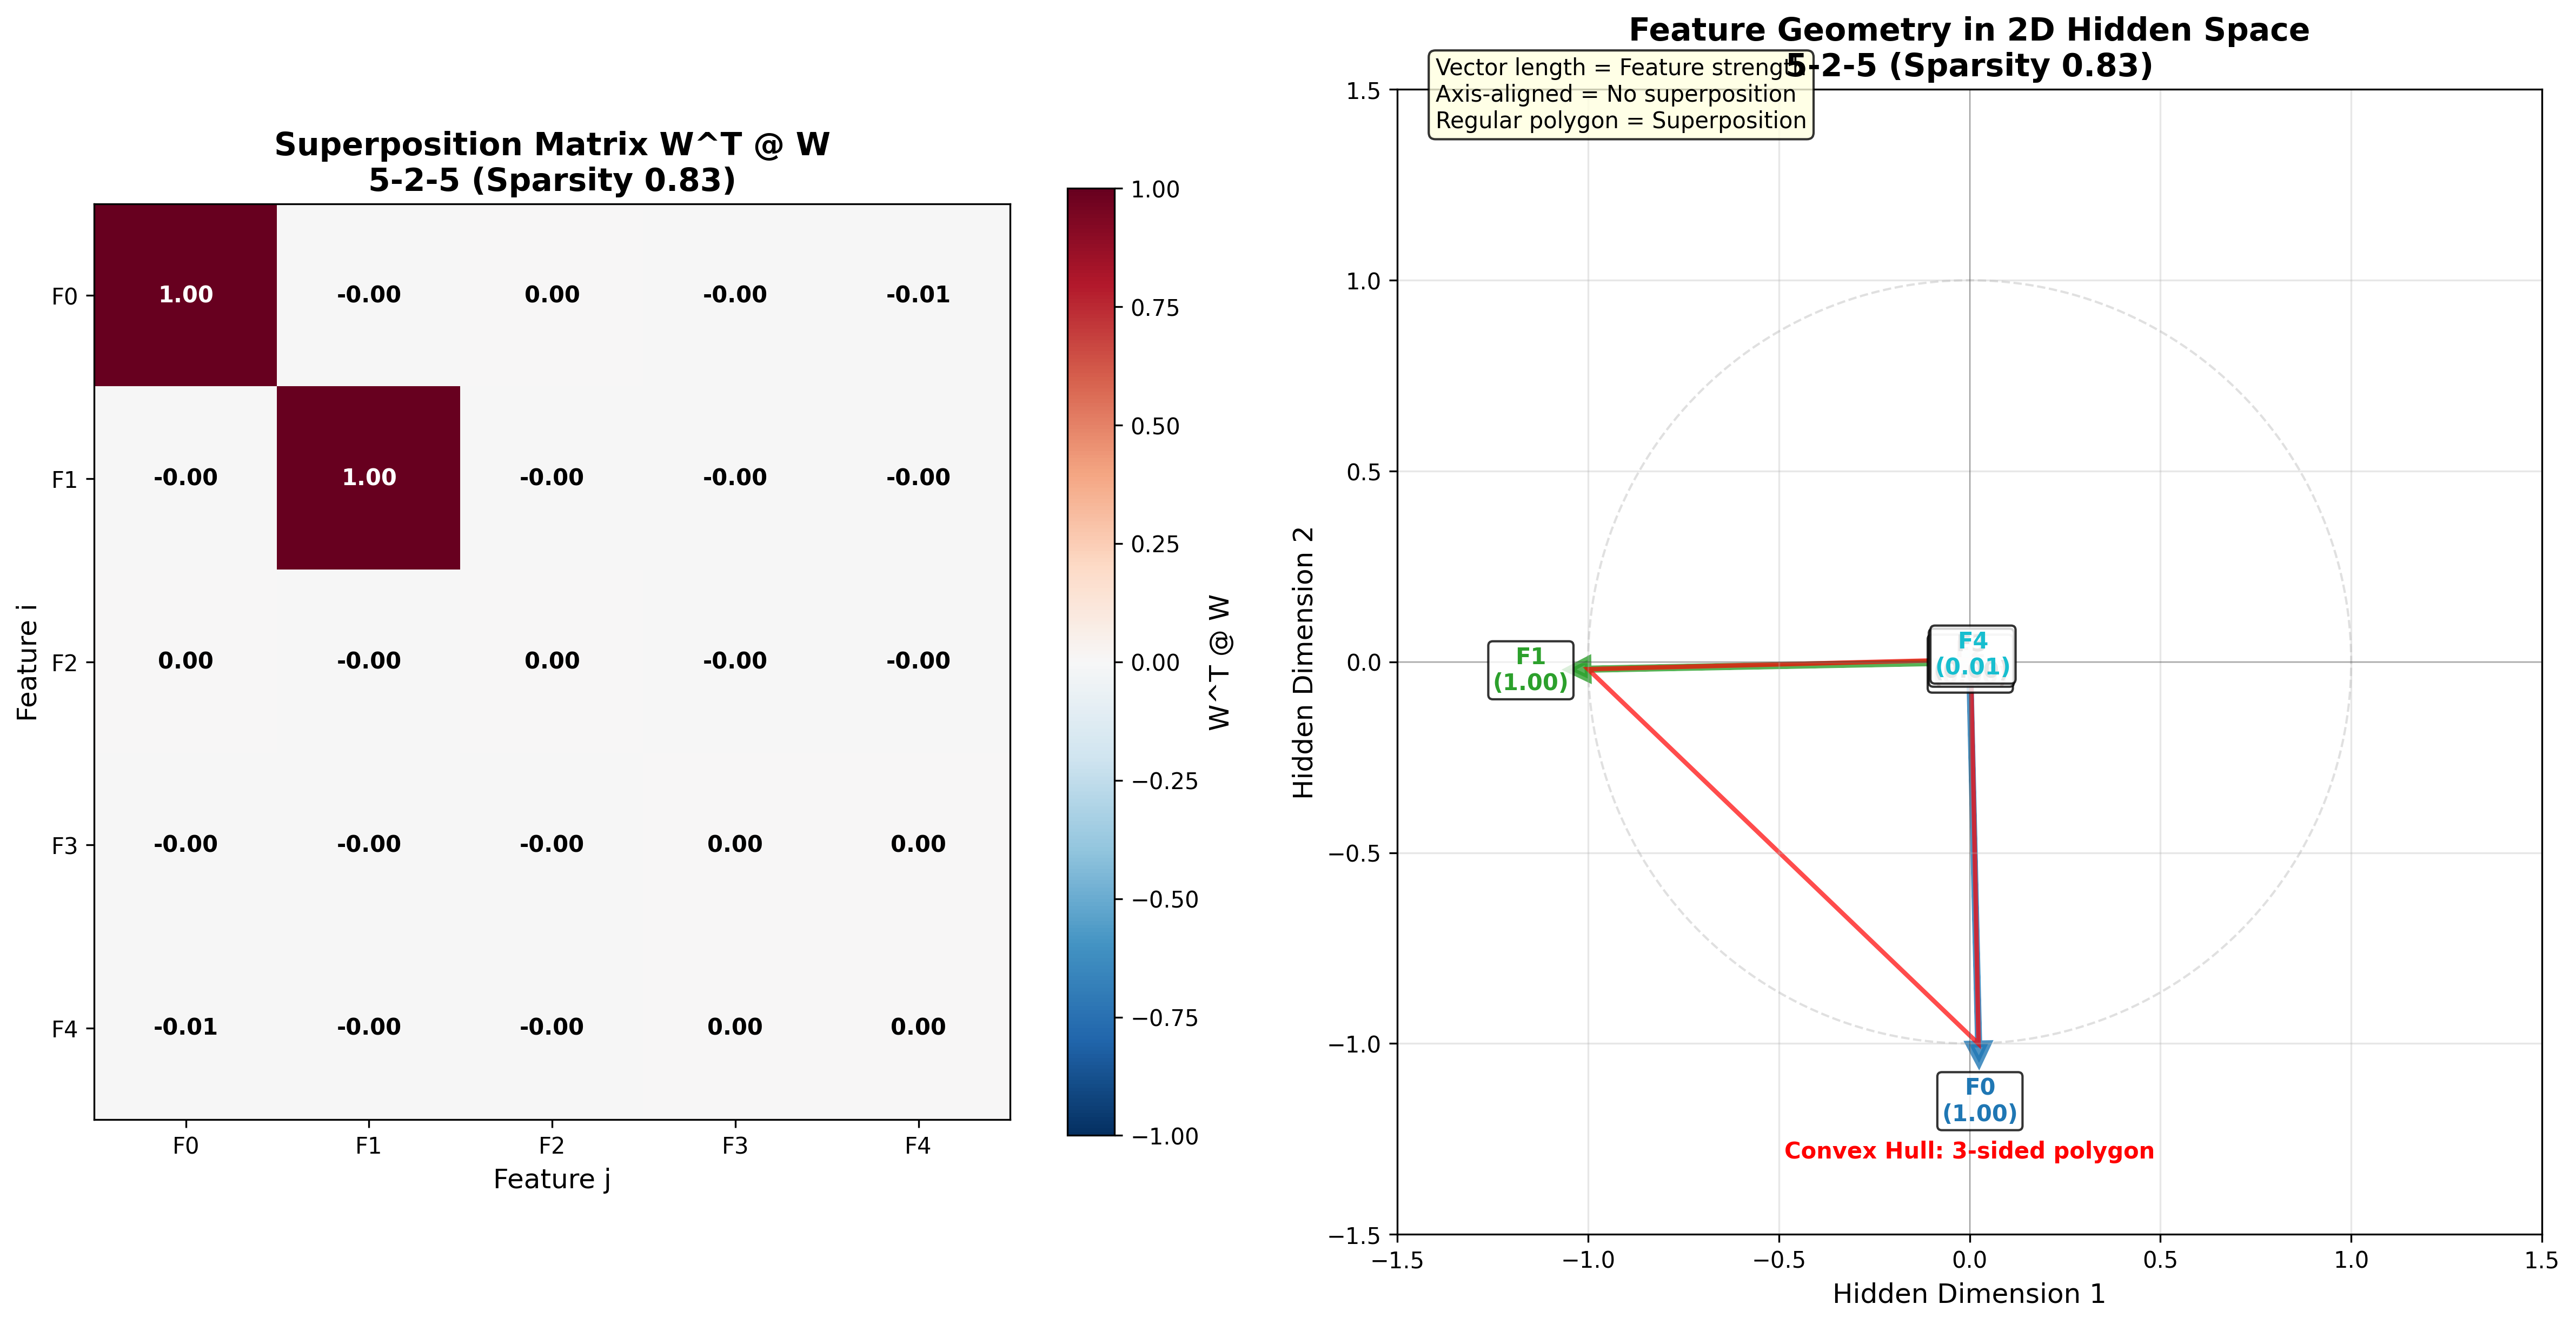 Superposition Matrix W^T @ W
5-2-5 (Sparsity 0.83)
F0
F1
F2
F3
F4
Feature i
1.00 -0.00 0.00 -0.00 -0.01
-0.00 1.00 -0.00 -0.00 -0.00
0.00 -0.00 0.00 -0.00 -0.00
-0.00 -0.00 -0.00 0.00 0.00
-0.01 -0.00 -0.00 0.00 0.00
F0 F1 F2 F3 F4
Feature j
1.00
0.75
0.50
0.25
0.00
−0.25
−0.50
−0.75
−1.00
W^T @ W
Feature Geometry in 2D Hidden Space
5-2-5 (Sparsity 0.83)
Vector length = Feature strength
Axis-aligned = No superposition
Regular polygon = Superposition
1.5
1.0
0.5
0.0
−0.5
−1.0
−1.5
Hidden Dimension 2
F1
(1.00)
F4
(0.01)
F0
(1.00)
Convex Hull: 3-sided polygon
−1.5 −1.0 −0.5 0.0 0.5 1.0 1.5
Hidden Dimension 1